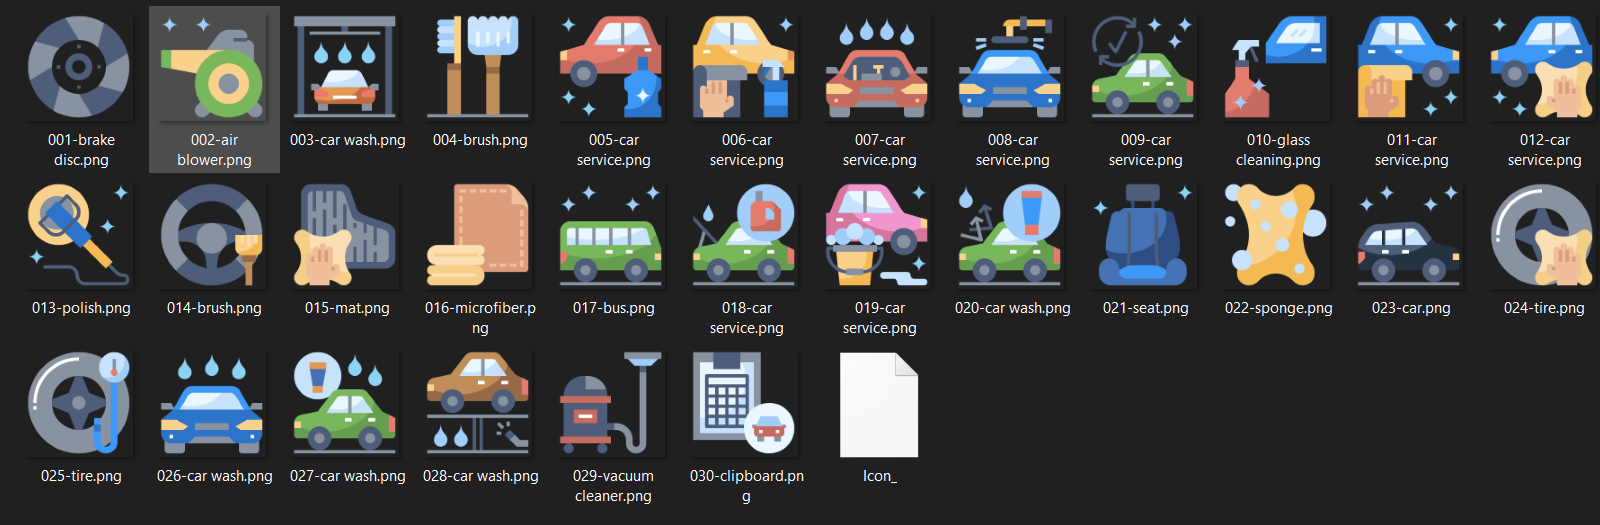 001-brake
disc.png
002-air
blower.png
003-car wash.png
004-brush.png
005-car
service.png
006-car
service.png
007-car
service.png
008-car
service.png
009-car
service.png
010-glass
cleaning.png
011-car
service.png
012-car
service.png
013-polish.png
014-brush.png
015-mat.png
016-microfiber.p
ng
017-bus.png
018-car
service.png
019-car
service.png
020-car wash.png
021-seat.png
022-sponge.png
023-car.png
024-tire.png
025-tire.png
026-car wash.png
027-car wash.png
028-car wash.png
029-vacuum
cleaner.png
030-clipboard.pn
g
Icon_